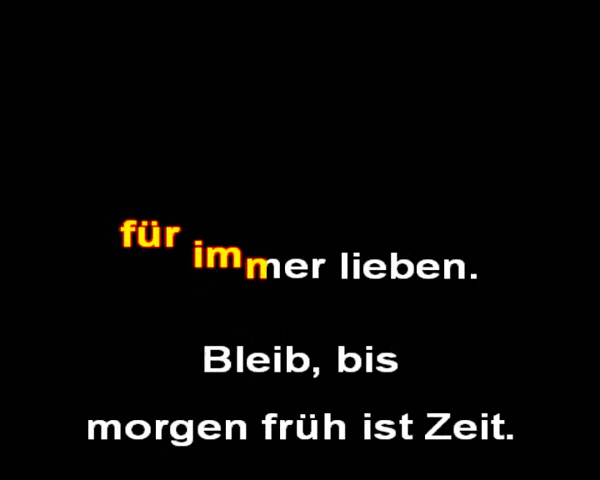 für immer lieben.
Bleib, bis
morgen früh ist Zeit.